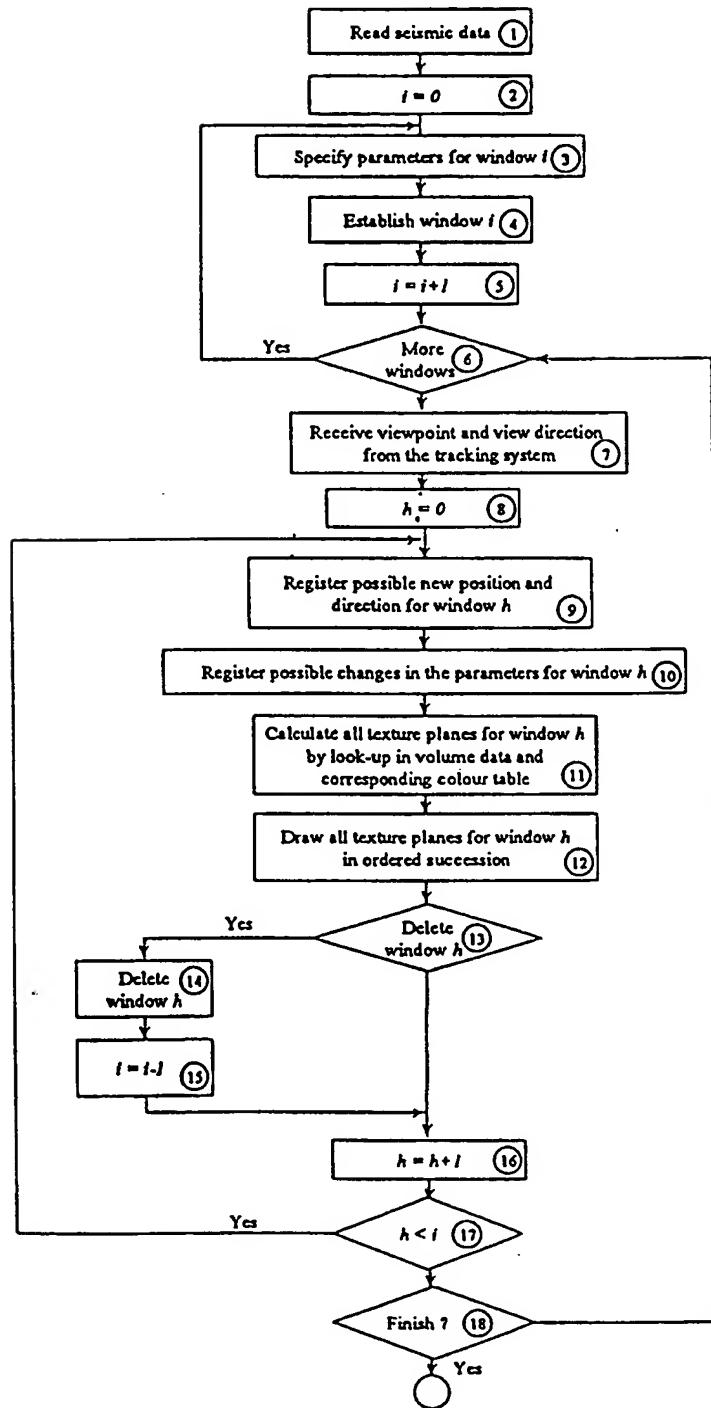 Read seismic data 1
i = 0 2
Specify parameters for window i 3
Establish window i 4
i = i+1 5
Yes
More
windows 6
Receive viewpoint and view direction
from the tracking system 7
h = 0 8
Register possible new position and
direction for window h 9
Register possible changes in the parameters for window h 10
Calculate all texture planes for window h
by look-up in volume data and
corresponding colour table 11
Draw all texture planes for window h
in ordered succession 12
Yes
Delete
window h 13
Delete
window h 14
i = i-1 15
h = h+1 16
Yes
h < i 17
Finish ? 18
Yes